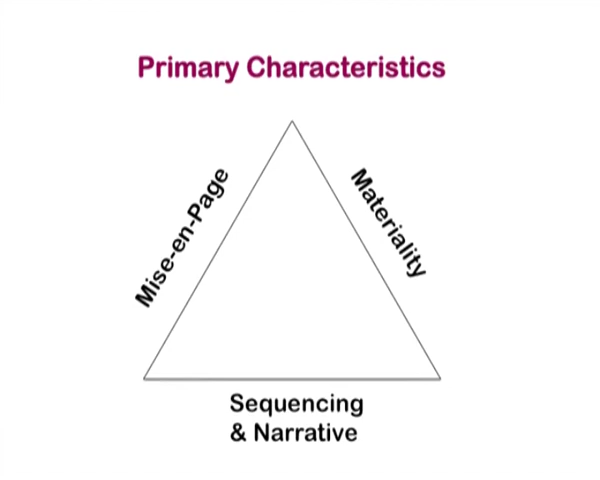 Primary Characteristics
Mise-en-Page
Materiality
Sequencing
& Narrative